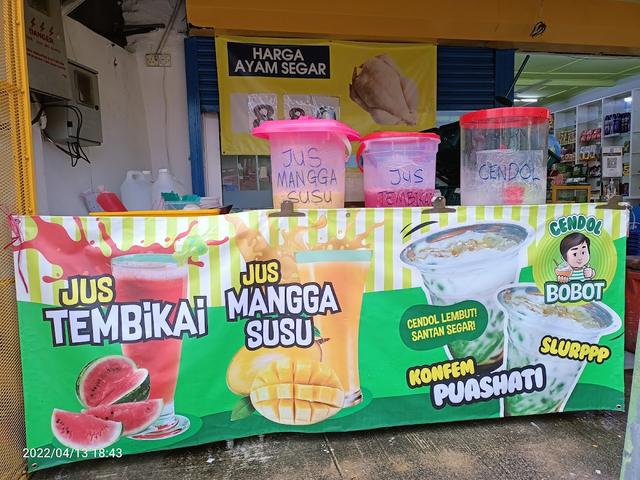 DANGER
HARGA
AYAM SEGAR
JUS
MANGGA
SUSU
JUS
TEMBIKAI
CENDOL
JUS
TEMBiKAi
JUS
MANGGA
SUSU
CENDOL LEMBUT!
SANTAN SEGAR!
KONFEM
PUASHATI
CENDOL
BOBOT
SLURPPP
2022/04/13 18:43